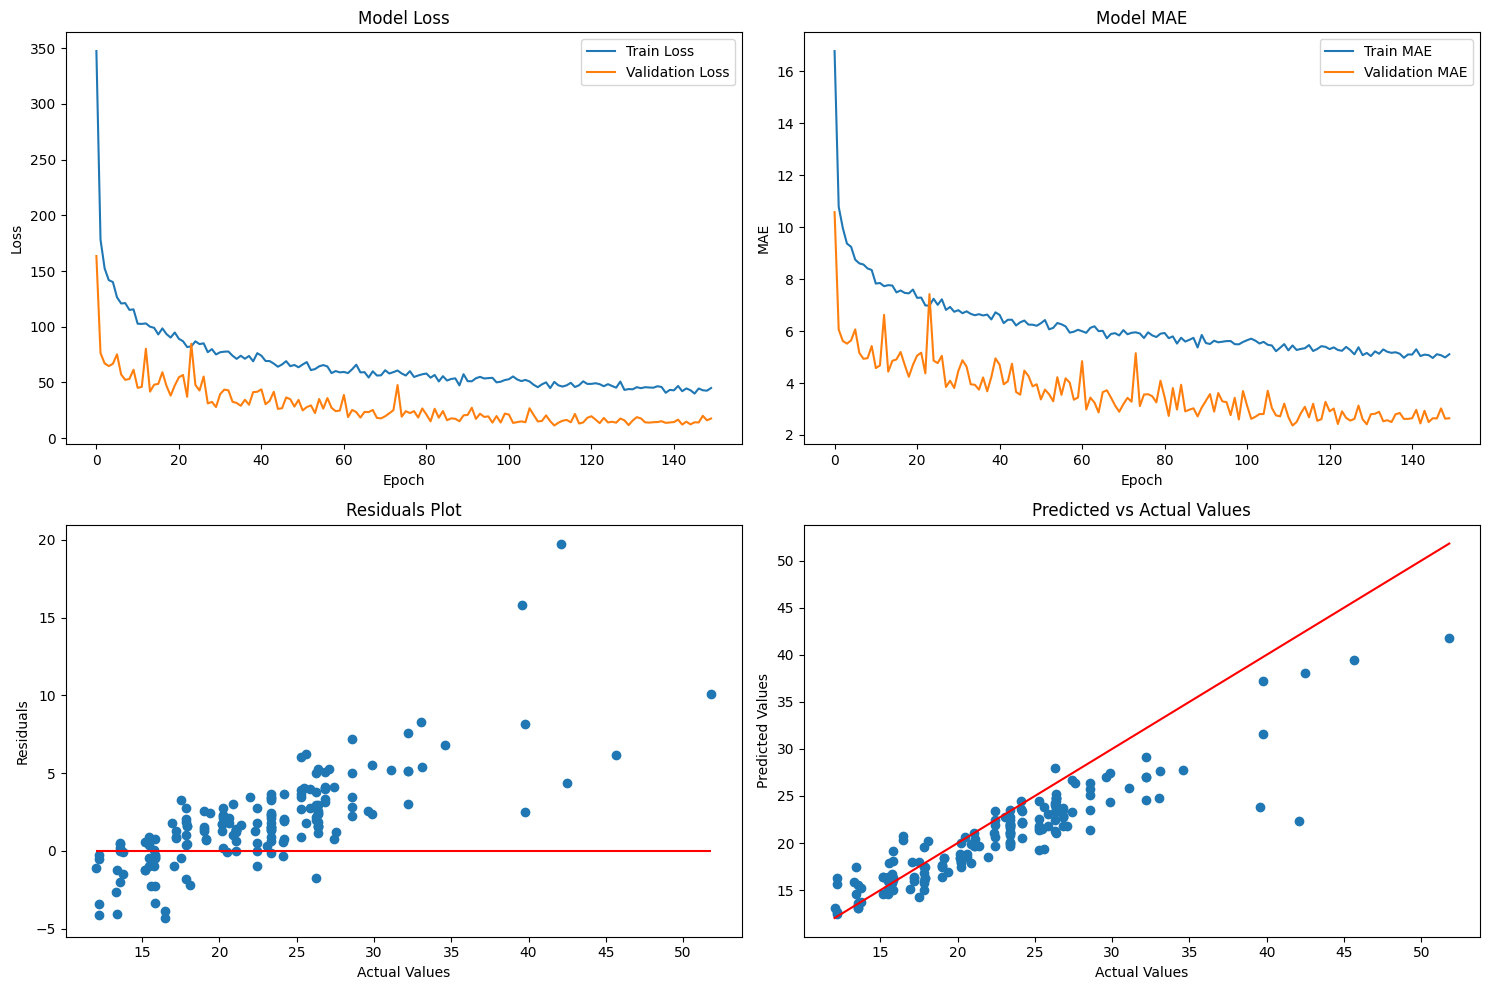 Model Loss
350
300
250
200
150
100
50
0
Loss
Train Loss
Validation Loss
0 20 40 60 80 100 120 140
Epoch
Model MAE
16
14
12
10
8
6
4
2
MAE
Train MAE
Validation MAE
0 20 40 60 80 100 120 140
Epoch
Residuals Plot
20
15
10
5
0
−5
Residuals
15 20 25 30 35 40 45 50
Actual Values
Predicted vs Actual Values
50
45
40
35
30
25
20
15
Predicted Values
15 20 25 30 35 40 45 50
Actual Values